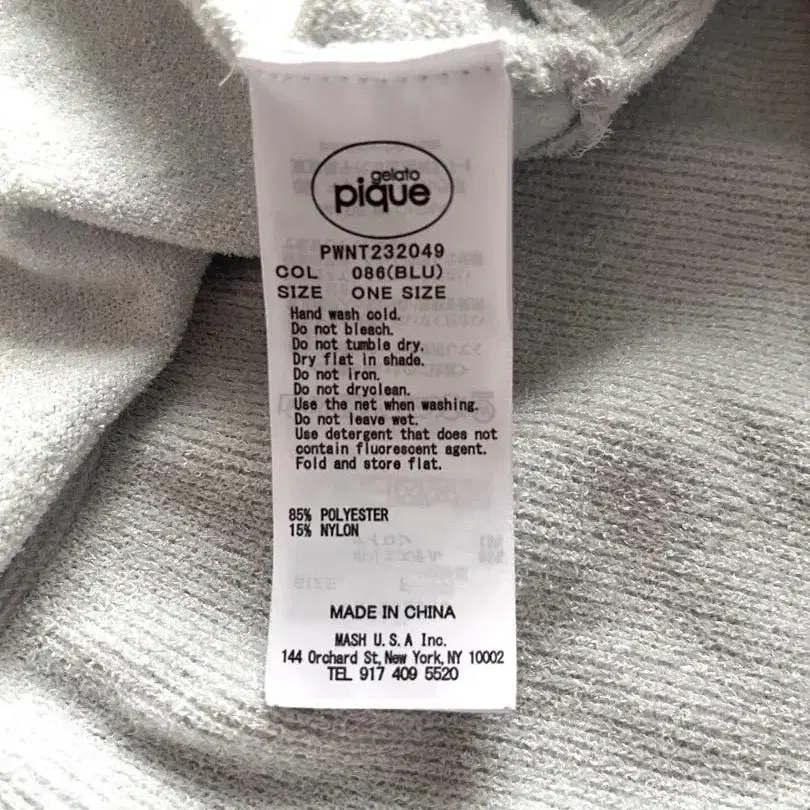 gelato
pique
PWNT232049
COL 086(BLU)
SIZE ONE SIZE
Hand wash cold.
Do not bleach.
Do not tumble dry.
Dry flat in shade.
Do not iron.
Do not dryclean.
Use the net when washing.
Do not leave wet.
Use detergent that does not
contain fluorescent agent.
Fold and store flat.
85% POLYESTER
15% NYLON
MADE IN CHINA
MASH U.S.A Inc.
144 Orchard St, New York, NY 10002
TEL 917 409 5520